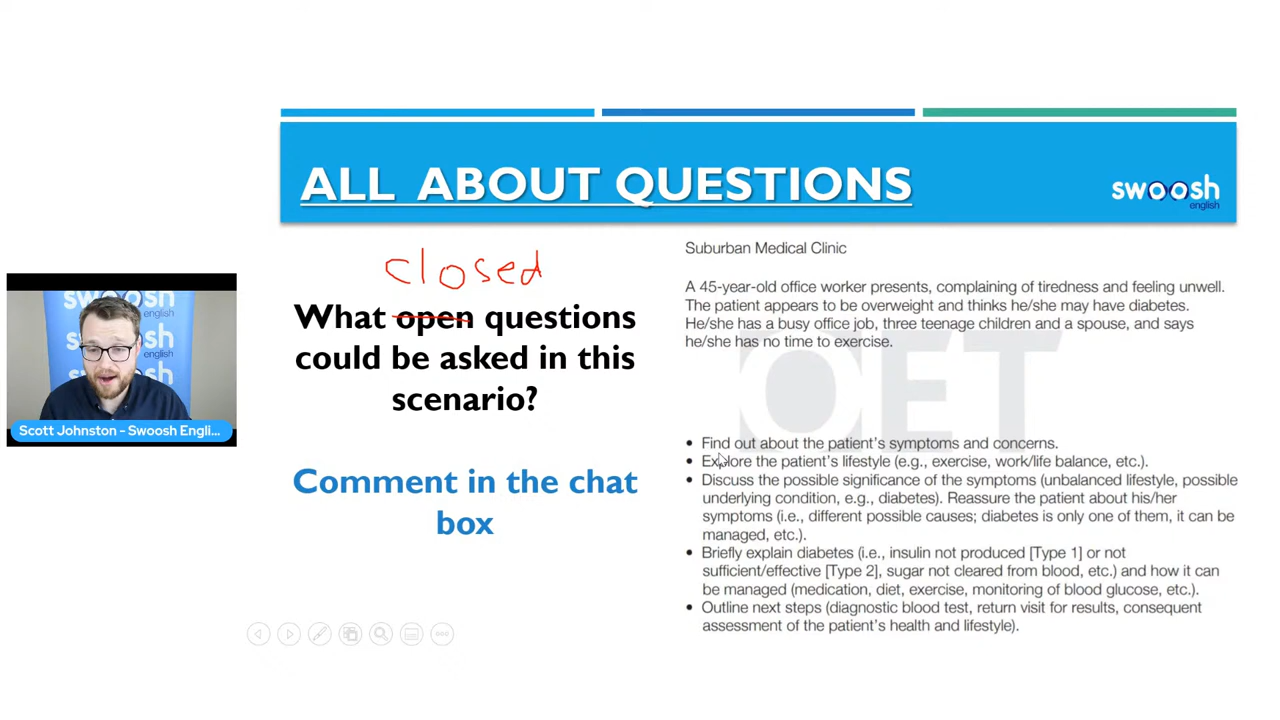 ALL ABOUT QUESTIONS
swoosh
english
closed
What open questions
could be asked in this
scenario?
Comment in the chat
box
Suburban Medical Clinic
A 45-year-old office worker presents, complaining of tiredness and feeling unwell.
The patient appears to be overweight and thinks he/she may have diabetes.
He/she has a busy office job, three teenage children and a spouse, and says
he/she has no time to exercise.
OET
• Find out about the patient's symptoms and concerns.
• Explore the patient's lifestyle (e.g., exercise, work/life balance, etc.).
• Discuss the possible significance of the symptoms (unbalanced lifestyle, possible
underlying condition, e.g., diabetes). Reassure the patient about his/her
symptoms (i.e., different possible causes; diabetes is only one of them, it can be
managed, etc.).
• Briefly explain diabetes (i.e., insulin not produced [Type 1] or not
sufficient/effective [Type 2], sugar not cleared from blood, etc.) and how it can
be managed (medication, diet, exercise, monitoring of blood glucose, etc.).
• Outline next steps (diagnostic blood test, return visit for results, consequent
assessment of the patient's health and lifestyle).
swoosh
english
swoosh
Scott Johnston - Swoosh Engli...